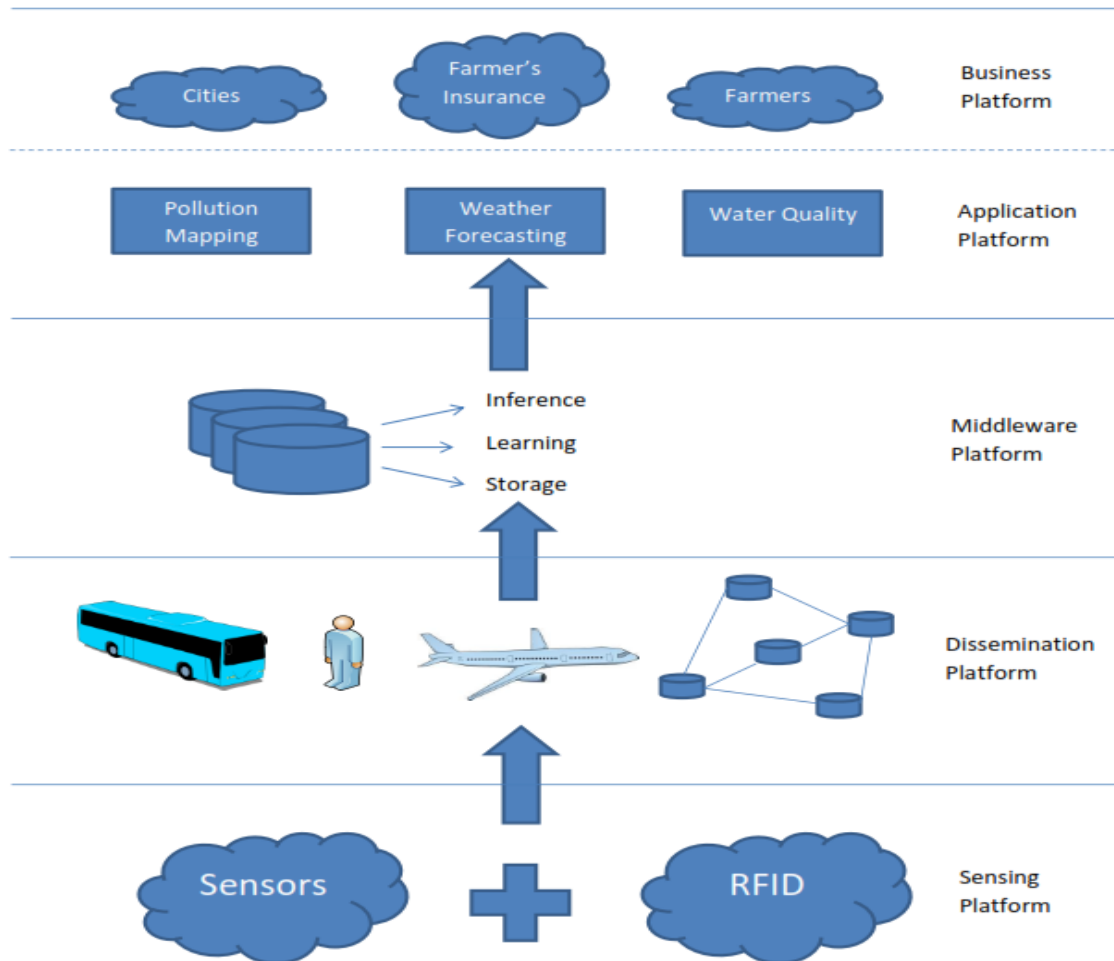 Cities
Farmer's
Insurance
Farmers
Business
Platform
Pollution
Mapping
Weather
Forecasting
Water Quality
Application
Platform
Inference
Learning
Storage
Middleware
Platform
Dissemination
Platform
Sensors
RFID
Sensing
Platform